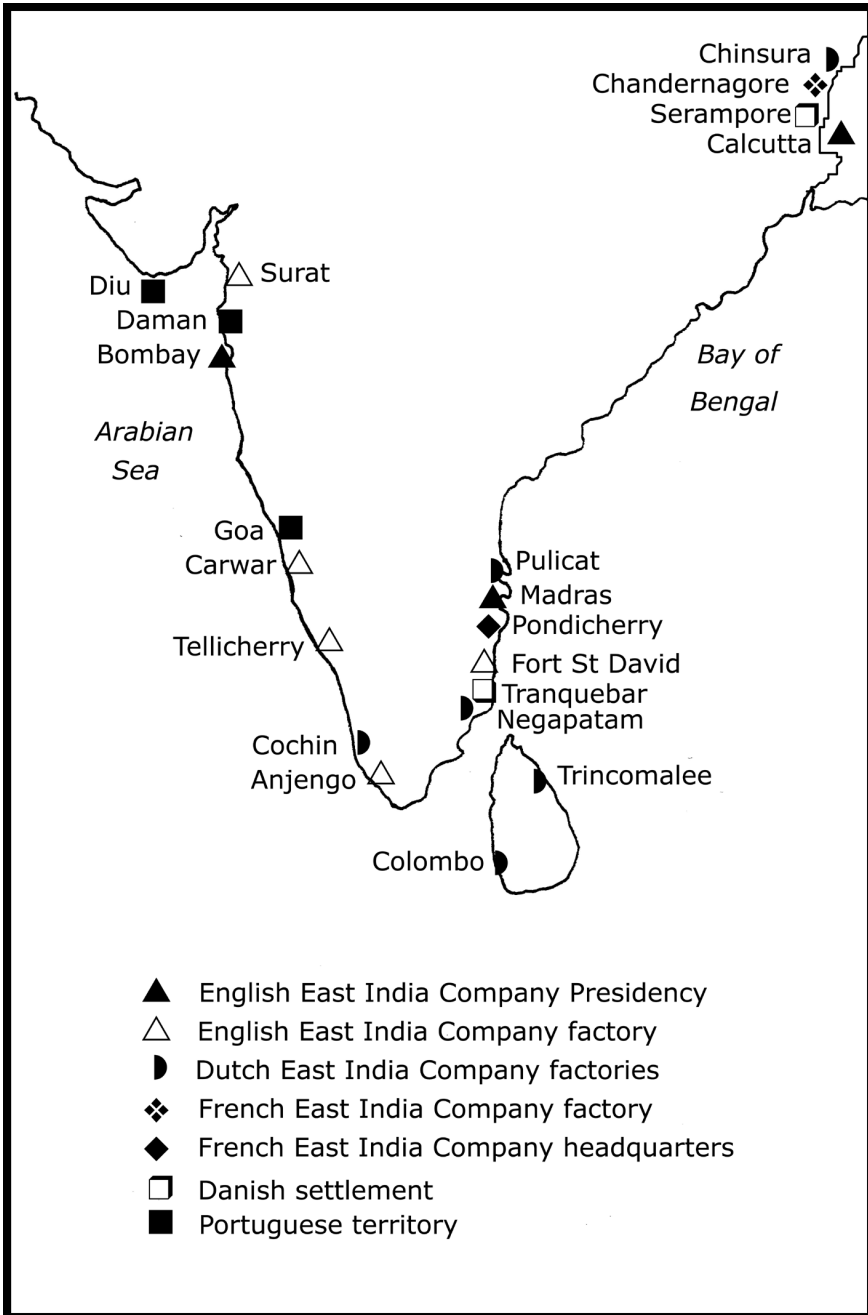 Chinsura
Chandernagore
Serampore
Calcutta
Diu
Surat
Daman
Bombay
Bay of
Bengal
Arabian
Sea
Goa
Carwar
Tellicherry
Cochin
Anjengo
Pulicat
Madras
Pondicherry
Fort St David
Tranquebar
Negapatam
Trincomalee
Colombo
English East India Company Presidency
English East India Company factory
Dutch East India Company factories
French East India Company factory
French East India Company headquarters
Danish settlement
Portuguese territory